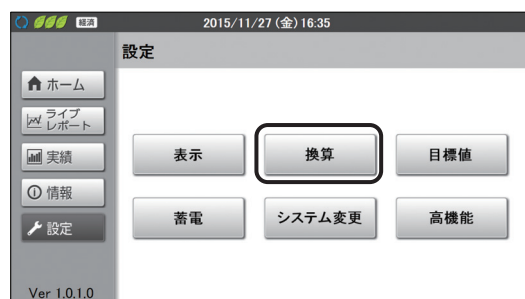 経済 2015/11/27 (金) 16:35
設定
ホーム
ライブ
レポート
実績
情報
設定
表示 換算 目標値
蓄電 システム変更 高機能
Ver 1.0.1.0